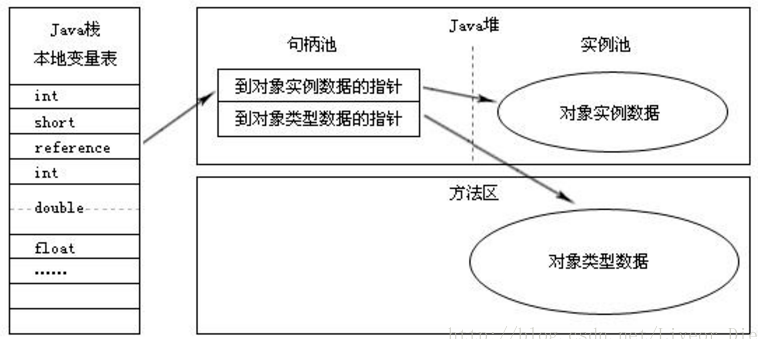 Java栈
本地变量表
int
short
reference
int
double
float
……
Java堆
句柄池
实例池
到对象实例数据的指针
到对象类型数据的指针
对象实例数据
方法区
对象类型数据